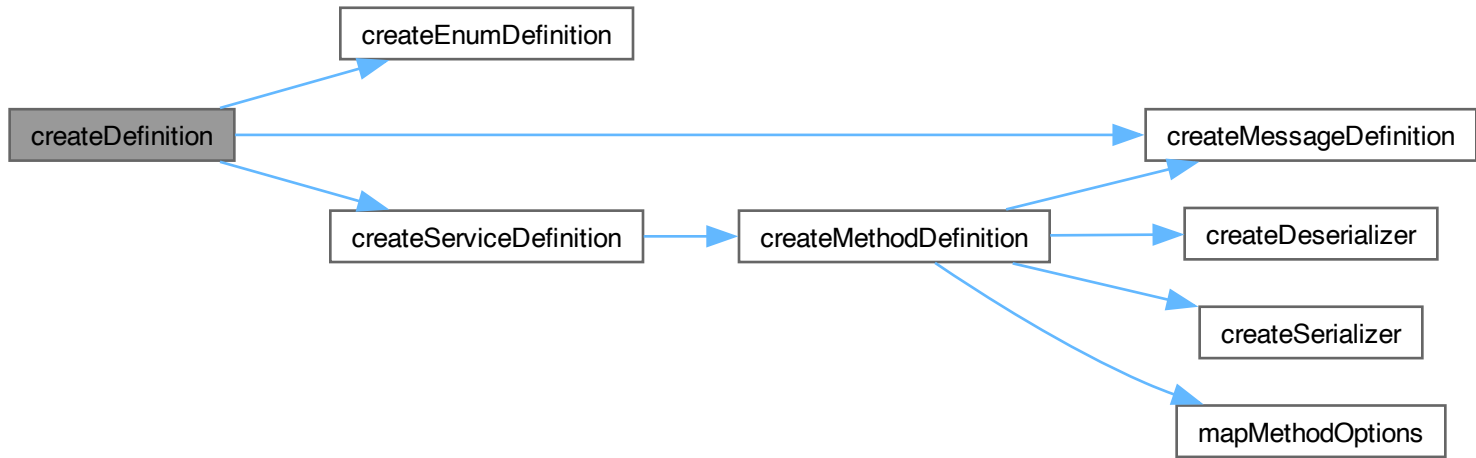 createEnumDefinition
createDefinition
createMessageDefinition
createServiceDefinition
createMethodDefinition
createDeserializer
createSerializer
mapMethodOptions